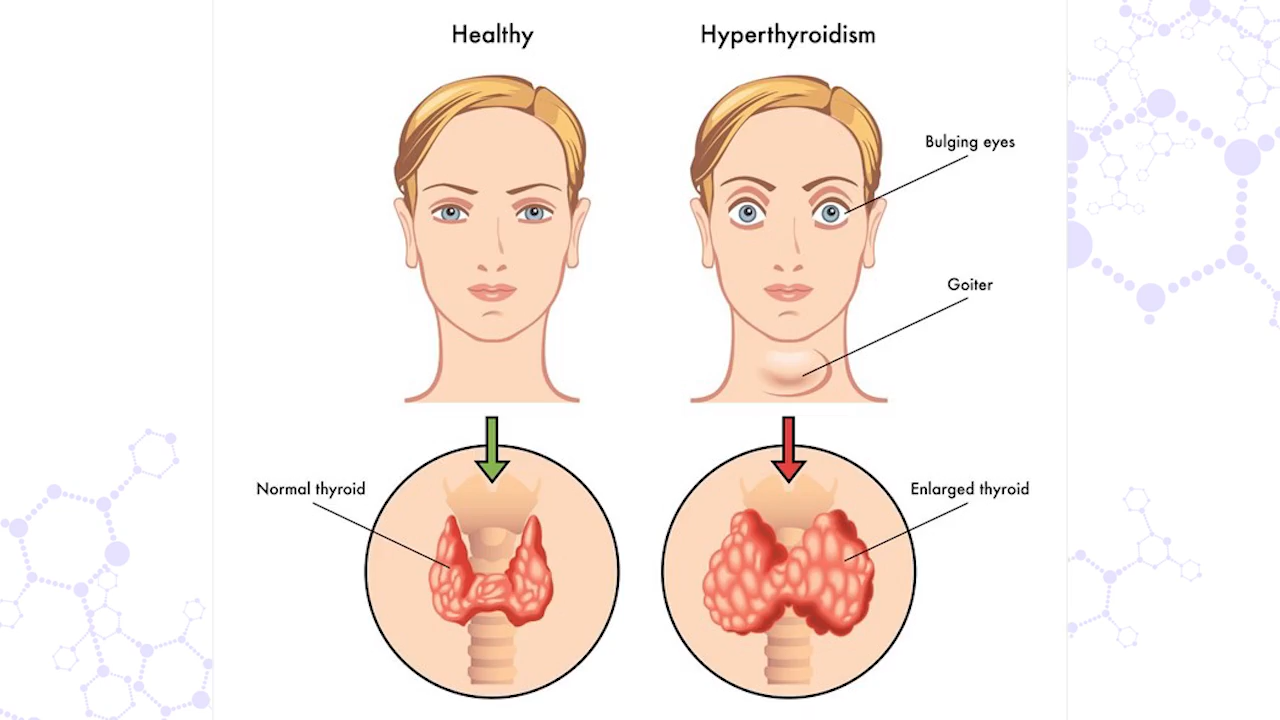 Healthy
Hyperthyroidism
Bulging eyes
Goiter
Normal thyroid
Enlarged thyroid